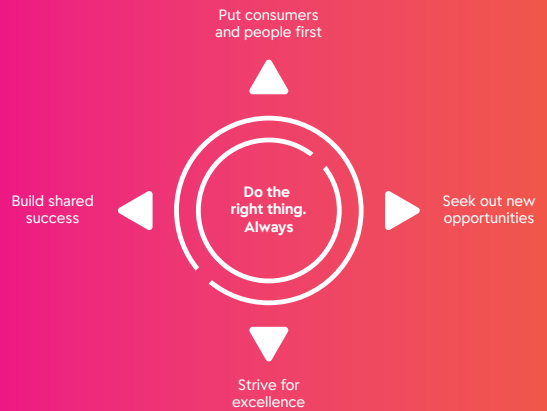 Put consumers
and people first
Build shared
success
Do the
right thing.
Always
Seek out new
opportunities
Strive for
excellence